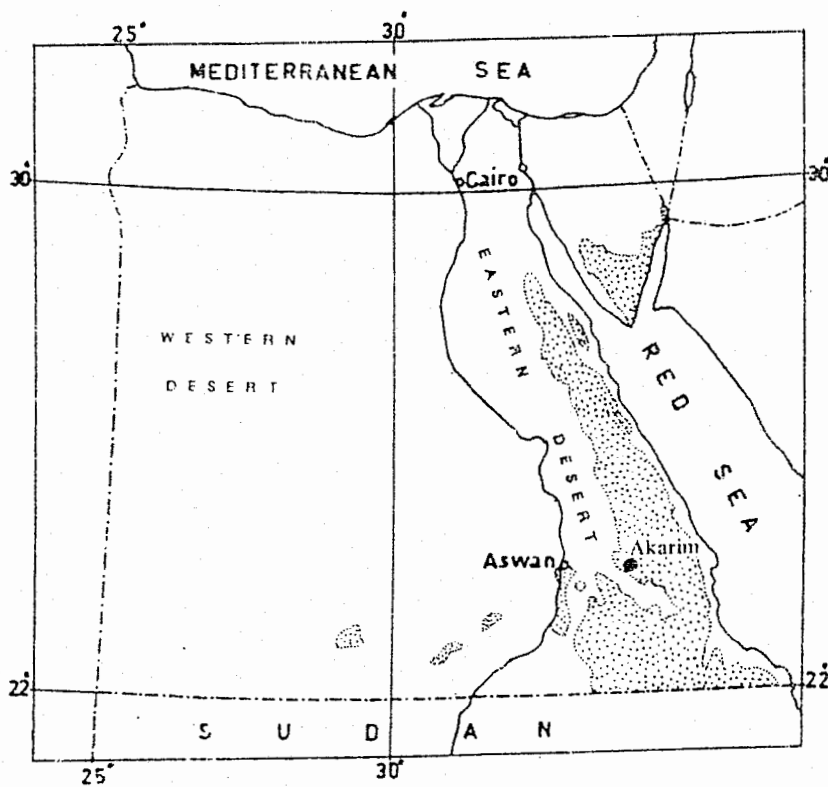 25°
30°
MEDITERRANEAN SEA
30°
Cairo
30°
EASTERN
DESERT
WESTERN
DESERT
RED SEA
Aswan
Akarim
22°
22°
SUDAN
25°
30°